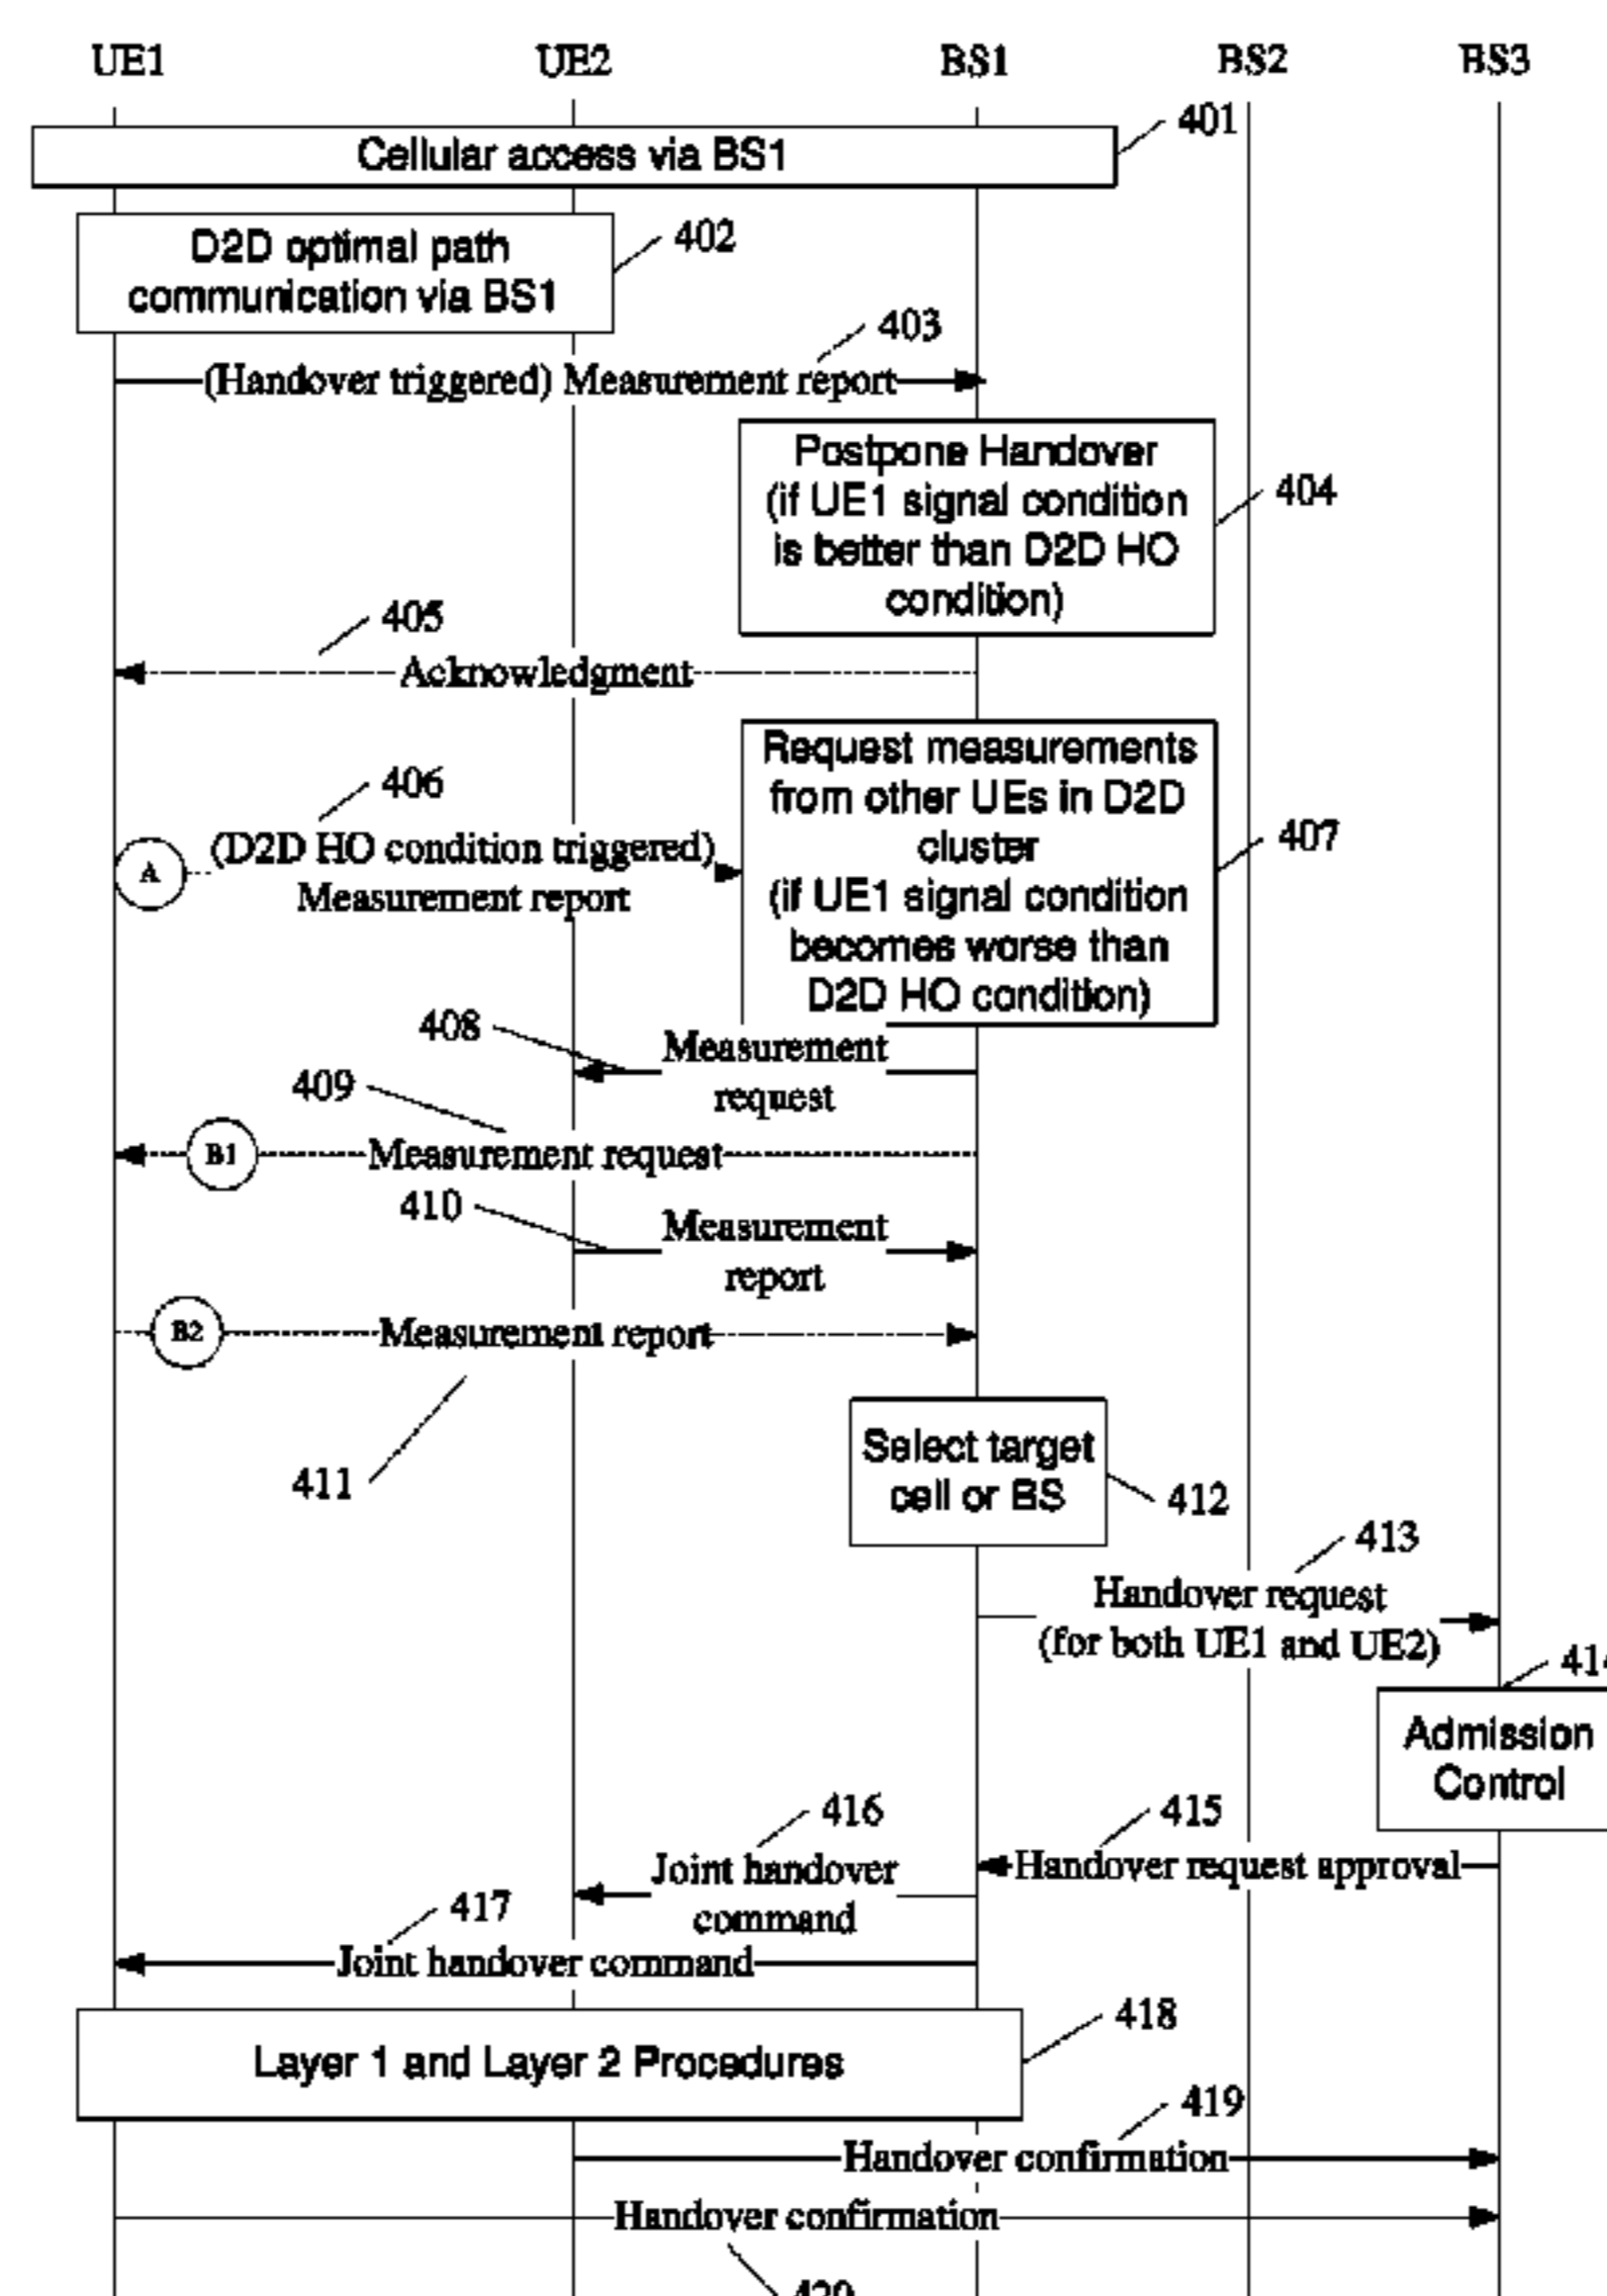 UE1 UE2 BS1 BS2 BS3
401
Cellular access via BS1
402
D2D optimal path
communication via BS1
403
(Handover triggered) Measurement report
Postpone Handover
(if UE1 signal condition
is better than D2D HO
condition)
404
405
Acknowledgment
Request measurements
from other UEs in D2D
cluster
(if UE1 signal condition
becomes worse than
D2D HO condition)
407
406
A
(D2D HO condition triggered)
Measurement report
408
Measurement
request
409
B1
Measurement request
410
Measurement
report
B2
Measurement report
411
Select target
cell or BS
412
413
Handover request
(for both UE1 and UE2)
Admission
Control
415
Handover request approval
416
Joint handover
command
417
Joint handover command
418
Layer 1 and Layer 2 Procedures
419
Handover confirmation
Handover confirmation